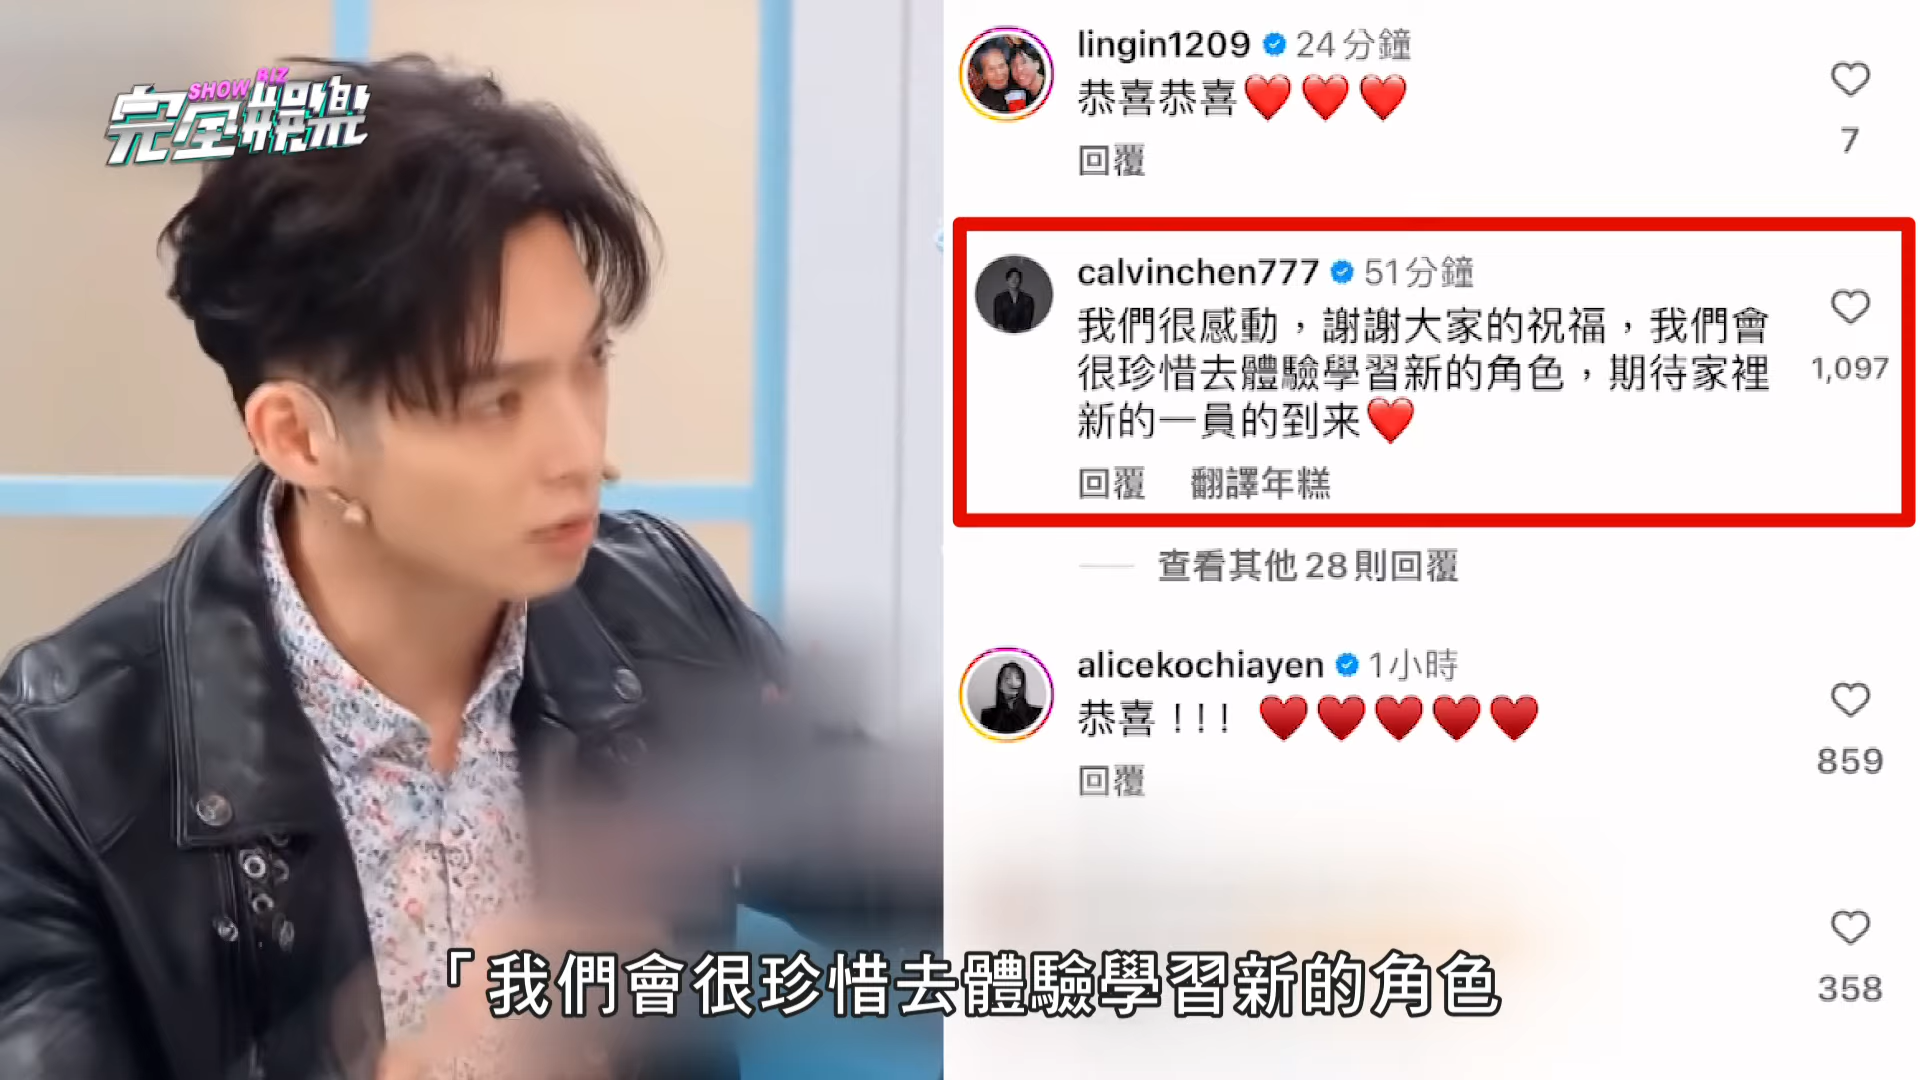 SHOW BIZ
完全娛樂
lingin1209 24分鐘
恭喜恭喜❤️❤️❤️
7
回覆
calvinchen777 51分鐘
我們很感動，謝謝大家的祝福，我們會
很珍惜去體驗學習新的角色，期待家裡
新的一員的到来❤️
1,097
回覆 翻譯年糕
查看其他 28 則回覆
alicekochiayen 1小時
恭喜！！！ ♥️♥️♥️♥️♥️
859
回覆
358
「我們會很珍惜去體驗學習新的角色